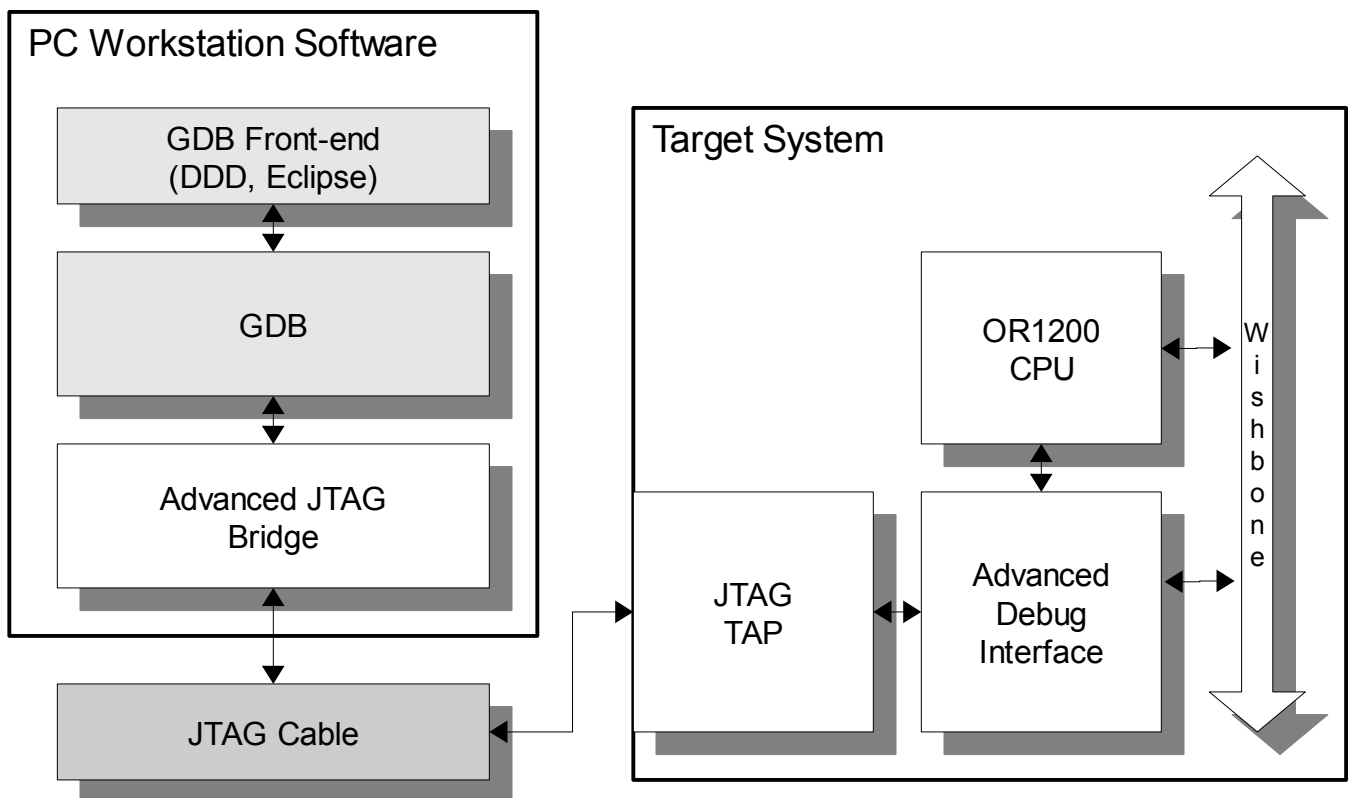 PC Workstation Software
GDB Front-end
(DDD, Eclipse)
GDB
Advanced JTAG
Bridge
JTAG Cable
Target System
OR1200
CPU
JTAG
TAP
Advanced
Debug
Interface
Wishbone